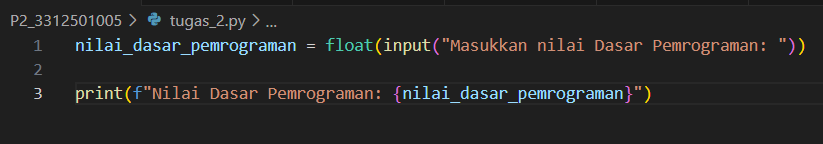 P2_3312501005 > tugas_2.py > ...
1 nilai_dasar_pemrograman = float(input("Masukkan nilai Dasar Pemrograman: "))
2
3 print(f"Nilai Dasar Pemrograman: {nilai_dasar_pemrograman}")